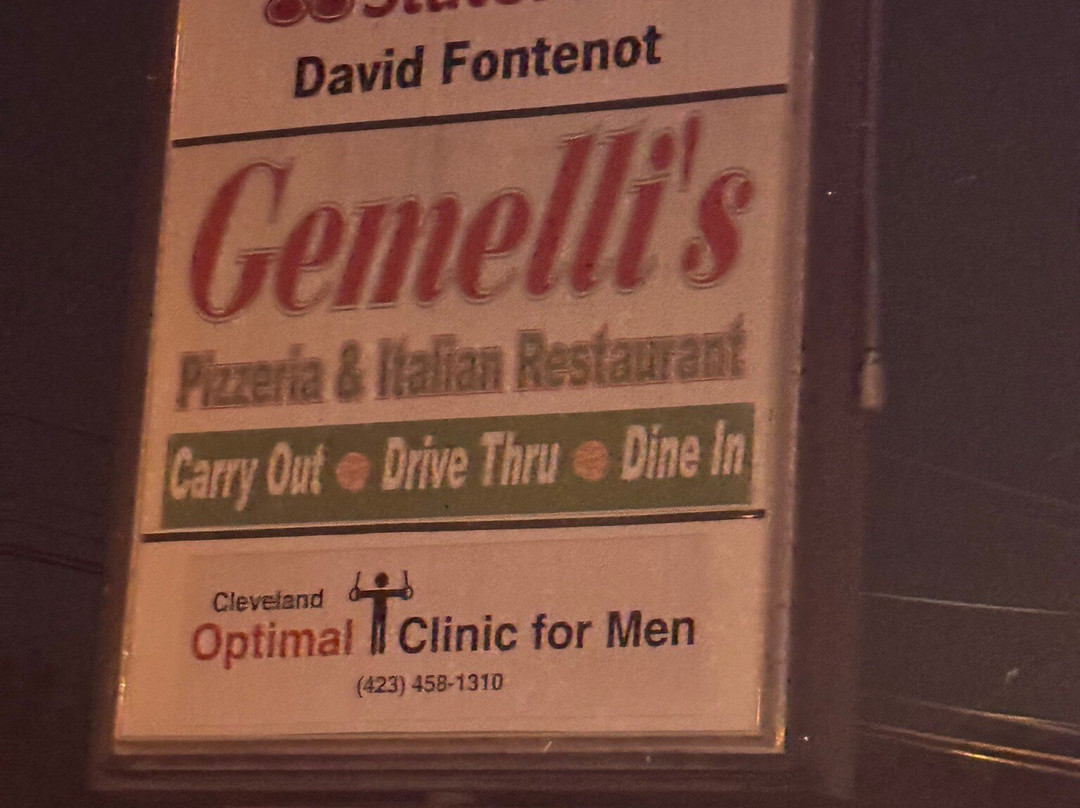 David Fontenot
Gemelli's
Pizzeria & Italian Restaurant
Carry Out • Drive Thru • Dine In
Cleveland
Optimal T Clinic for Men
(423) 458-1310